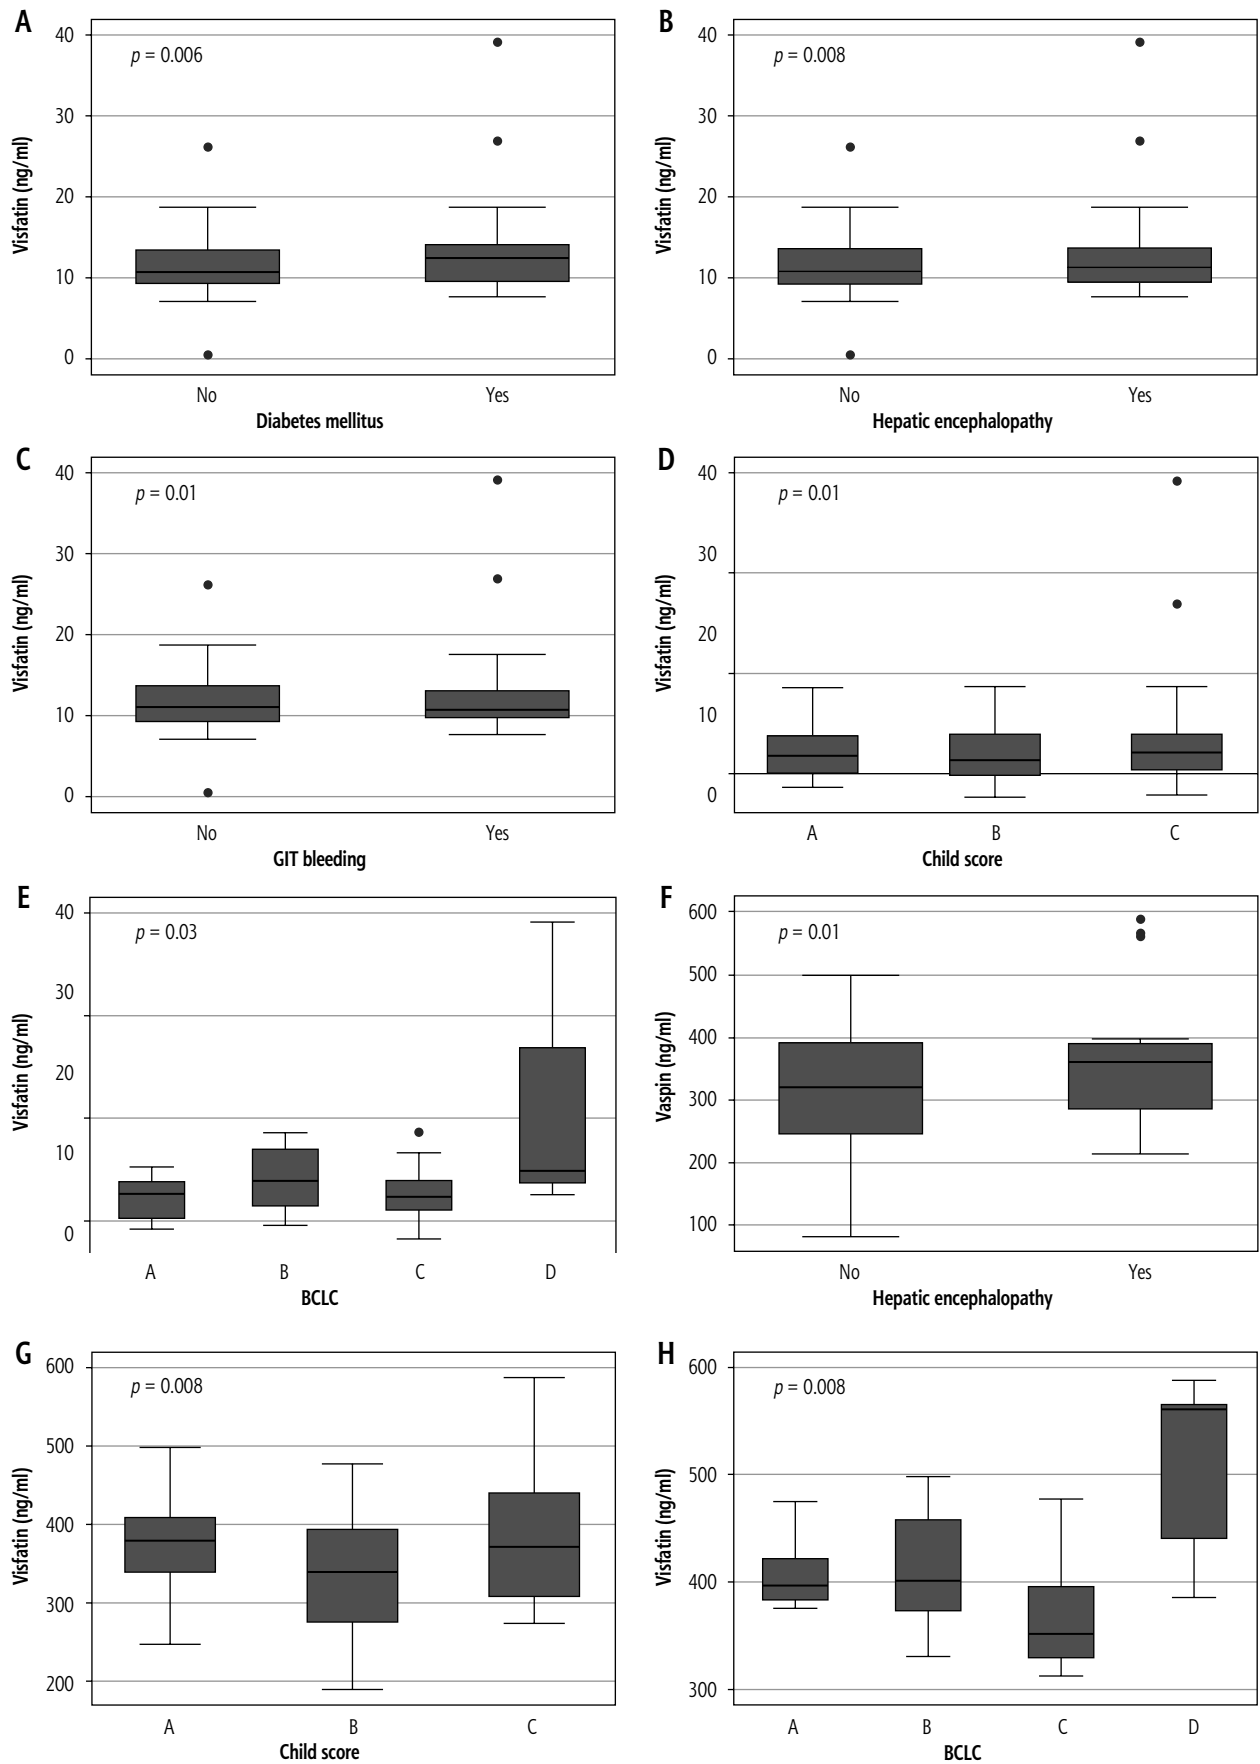 A
p = 0.006
Visfatin (ng/ml)
40
30
20
10
0
No Yes
Diabetes mellitus
B
p = 0.008
Visfatin (ng/ml)
40
30
20
10
0
No Yes
Hepatic encephalopathy
C
p = 0.01
Visfatin (ng/ml)
40
30
20
10
0
No Yes
GIT bleeding
D
p = 0.01
Visfatin (ng/ml)
40
30
20
10
0
A B C
Child score
E
p = 0.03
Visfatin (ng/ml)
40
30
20
10
0
A B C D
BCLC
F
p = 0.01
Vaspin (ng/ml)
600
500
400
300
200
100
No Yes
Hepatic encephalopathy
G
p = 0.008
Visfatin (ng/ml)
600
500
400
300
200
A B C
Child score
H
p = 0.008
Visfatin (ng/ml)
600
500
400
300
A B C D
BCLC